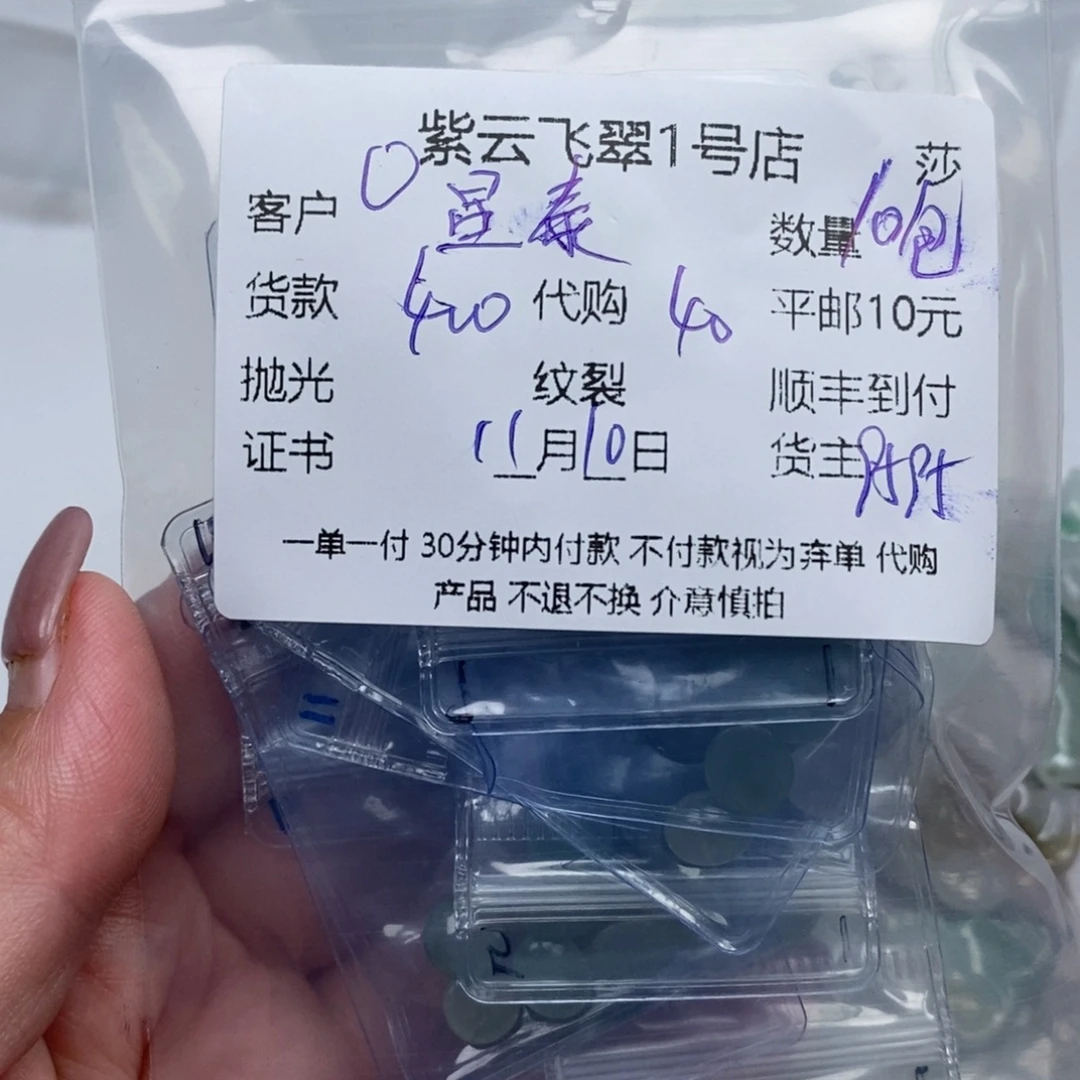 紫云飞翠1号店 莎
客户 数量 10包
货款 420 代购 40 平邮10元
抛光 纹裂 顺丰到付
证书 11月10日 货主
一单一付 30分钟内付款 不付款视为弃单 代购
产品 不退不换 介意慎拍